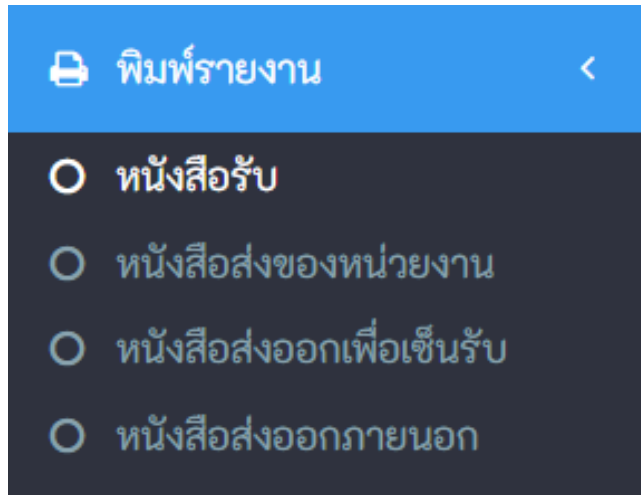 พิมพ์รายงาน
หนังสือรับ
หนังสือส่งของหน่วยงาน
หนังสือส่งออกเพื่อเซ็นรับ
หนังสือส่งออกภายนอก